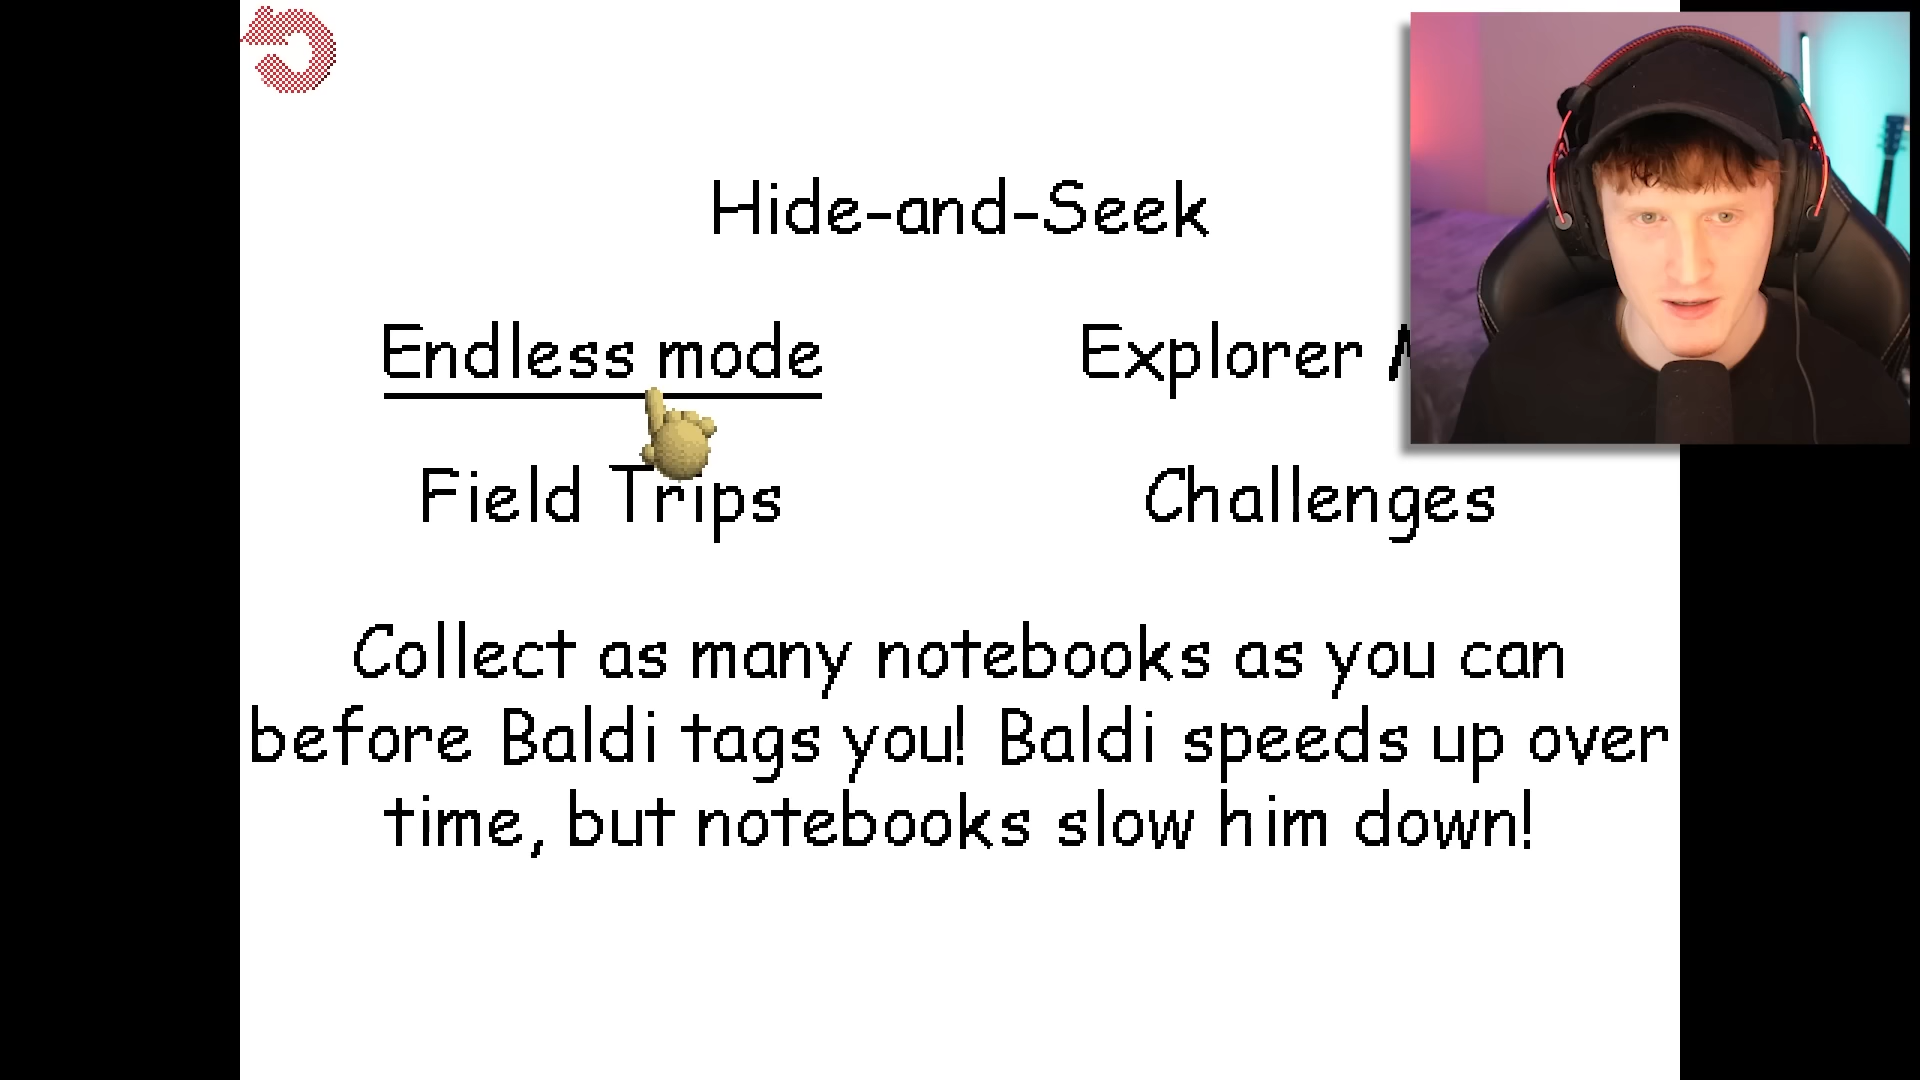 Hide-and-Seek
Endless mode
Explorer
Field Trips
Challenges
Collect as many notebooks as you can
before Baldi tags you! Baldi speeds up over
time, but notebooks slow him down!